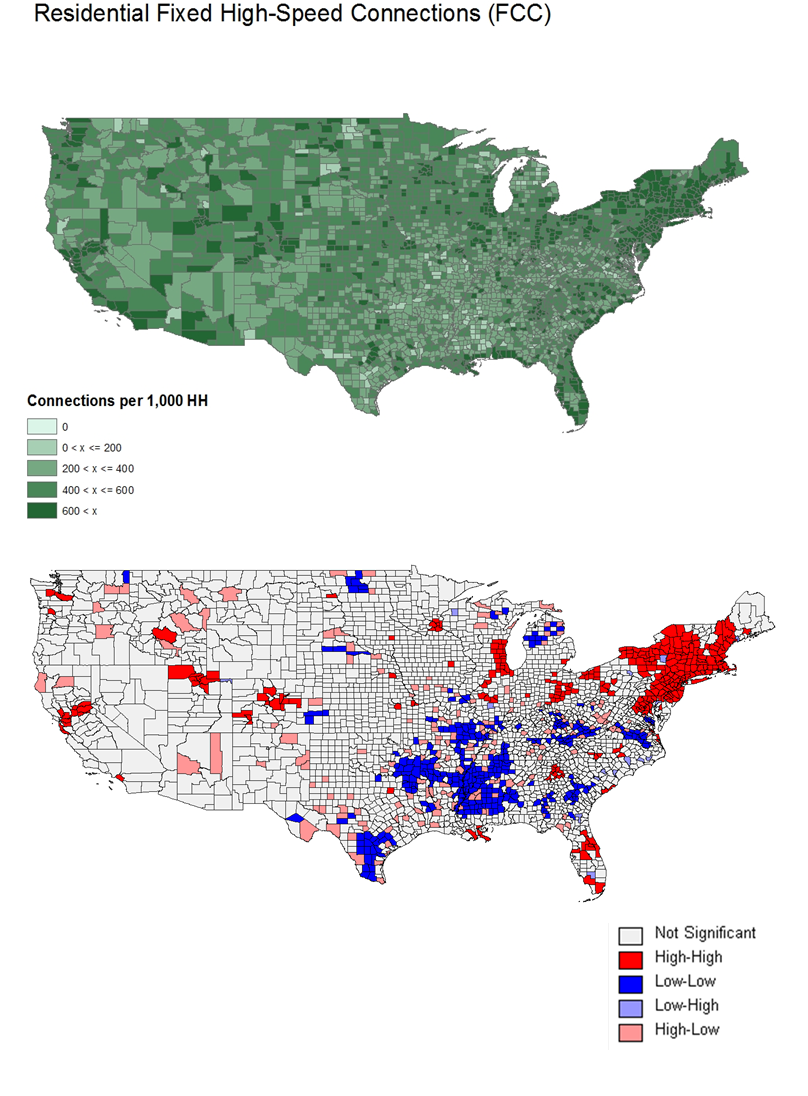 Residential Fixed High-Speed Connections (FCC)
Connections per 1,000 HH
0
0 < x <= 200
200 < x <= 400
400 < x <= 600
600 < x
Not Significant
High-High
Low-Low
Low-High
High-Low